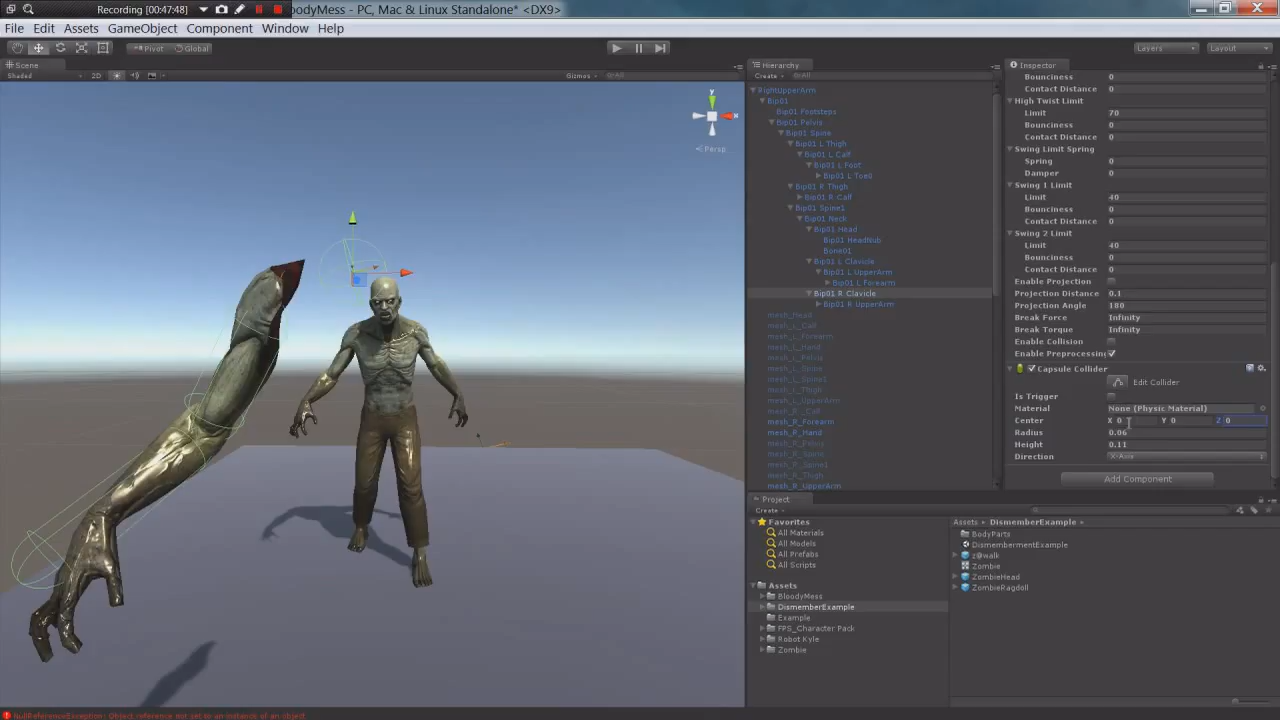 Recording [00:47:48]
loodyMess - PC, Mac & Linux Standalone* <DX9>
File Edit Assets GameObject Component Window Help
Pivot Global Layers Layout
Scene
Shaded 2D Gizmos All
y
Persp
Hierarchy
Create All
RightUpperArm
Bip01
Bip01 Footsteps
Bip01 Pelvis
Bip01 Spine
Bip01 L Thigh
Bip01 L Calf
Bip01 L Foot
Bip01 L Toe0
Bip01 R Thigh
Bip01 R Calf
Bip01 Spine1
Bip01 Neck
Bip01 Head
Bip01 HeadNub
Bone01
Bip01 L Clavicle
Bip01 L UpperArm
Bip01 L Forearm
Bip01 R Clavicle
Bip01 R UpperArm
mesh_Head
mesh_L_Calf
mesh_L_Forearm
mesh_L_Hand
mesh_L_Pelvis
mesh_L_Spine
mesh_L_Spine1
mesh_L_Thigh
mesh_L_UpperArm
mesh_R_Calf
mesh_R_Forearm
mesh_R_Hand
mesh_R_Pelvis
mesh_R_Spine
mesh_R_Spine1
mesh_R_Thigh
mesh_R_UpperArm
Inspector
Bounciness 0
Contact Distance 0
High Twist Limit
Limit 70
Bounciness 0
Contact Distance 0
Swing Limit Spring
Spring 0
Damper 0
Swing 1 Limit
Limit 40
Bounciness 0
Contact Distance 0
Swing 2 Limit
Limit 40
Bounciness 0
Contact Distance 0
Enable Projection
Projection Distance 0.1
Projection Angle 180
Break Force Infinity
Break Torque Infinity
Enable Collision
Enable Preprocessing
Capsule Collider
Edit Collider
Is Trigger
Material None (Physic Material)
Center X 0 Y 0 Z 0
Radius 0.06
Height 0.11
Direction X-Axis
Add Component
Project
Create
Favorites
All Materials
All Models
All Prefabs
All Scripts
Assets
BloodyMess
DismemberExample
Example
FPS_Character Pack
Robot Kyle
Zombie
Assets ▸ DismemberExample ▸
BodyParts
DismembermentExample
z@walk
Zombie
ZombieHead
ZombieRagdoll
NullReferenceException: Object reference not set to an instance of an object